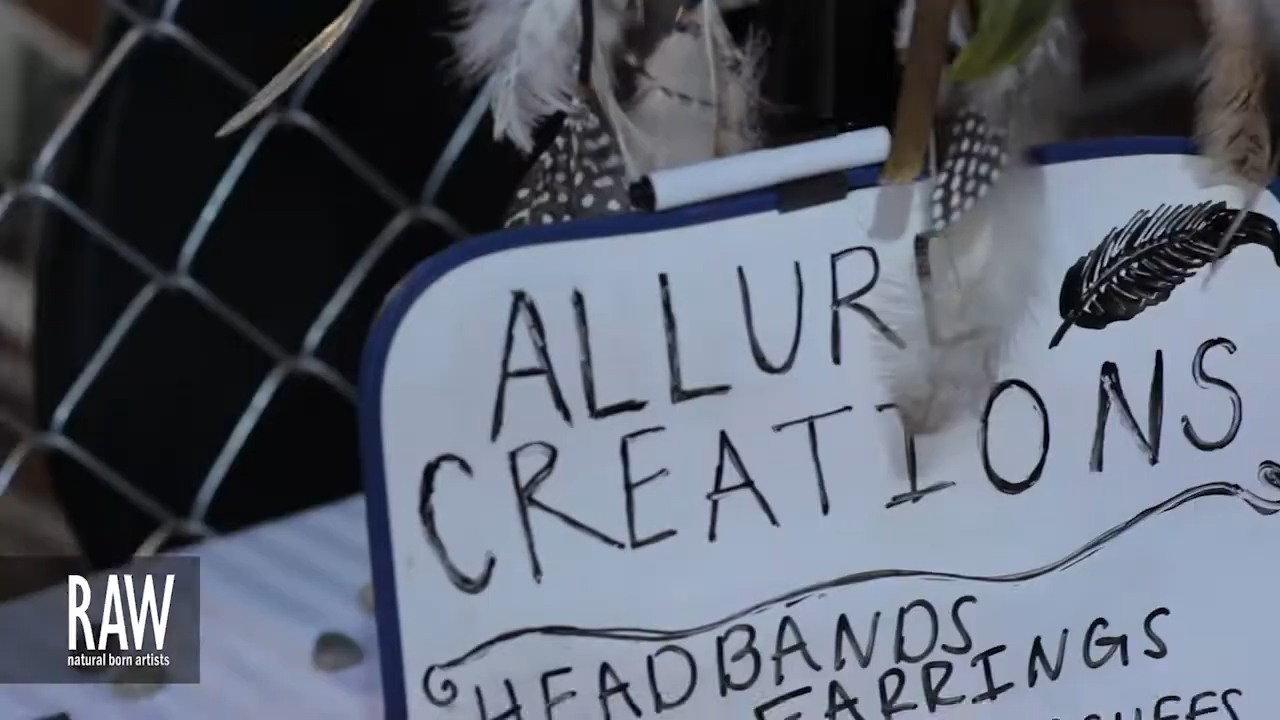 ALLUR
CREATIONS
HEADBANDS
EARRINGS
RAW
natural born artists